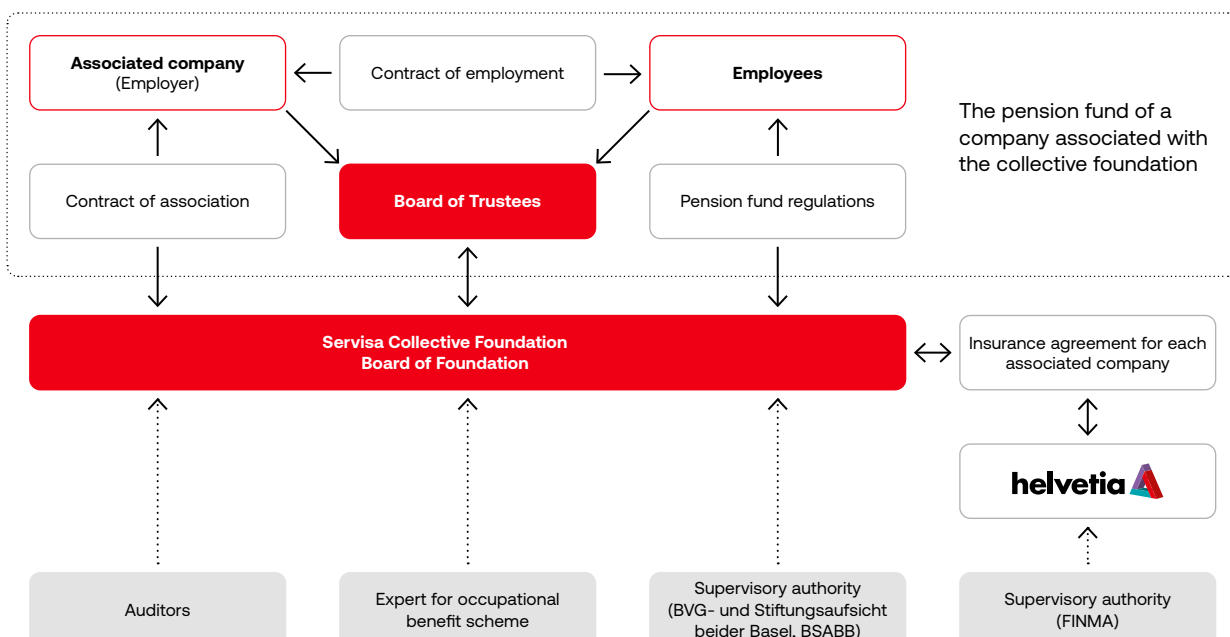 Associated company
(Employer)
Contract of employment
Employees
The pension fund of a
company associated with
the collective foundation
Contract of association
Board of Trustees
Pension fund regulations
Servisa Collective Foundation
Board of Foundation
Insurance agreement for each
associated company
helvetia
Auditors
Expert for occupational
benefit scheme
Supervisory authority
(BVG- und Stiftungsaufsicht
beider Basel, BSABB)
Supervisory authority
(FINMA)